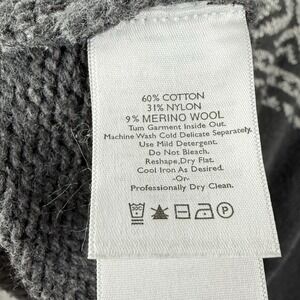 60% COTTON
31% NYLON
9% MERINO WOOL
Turn Garment Inside Out.
Machine Wash Cold Delicate Separately.
Use Mild Detergent.
Do Not Bleach.
Reshape,Dry Flat.
Cool Iron As Desired.
-Or-
Professionally Dry Clean.
P